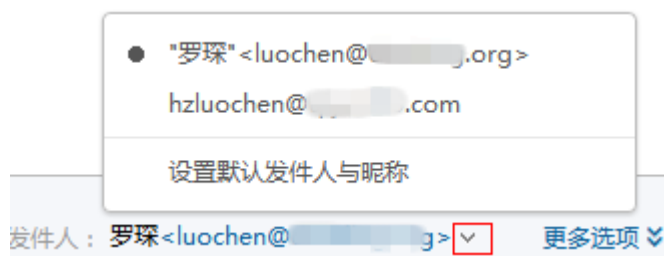 "罗琛"<luochen@ .org>
hzluochen@ .com
设置默认发件人与昵称
发件人：罗琛<luochen@ g> 更多选项